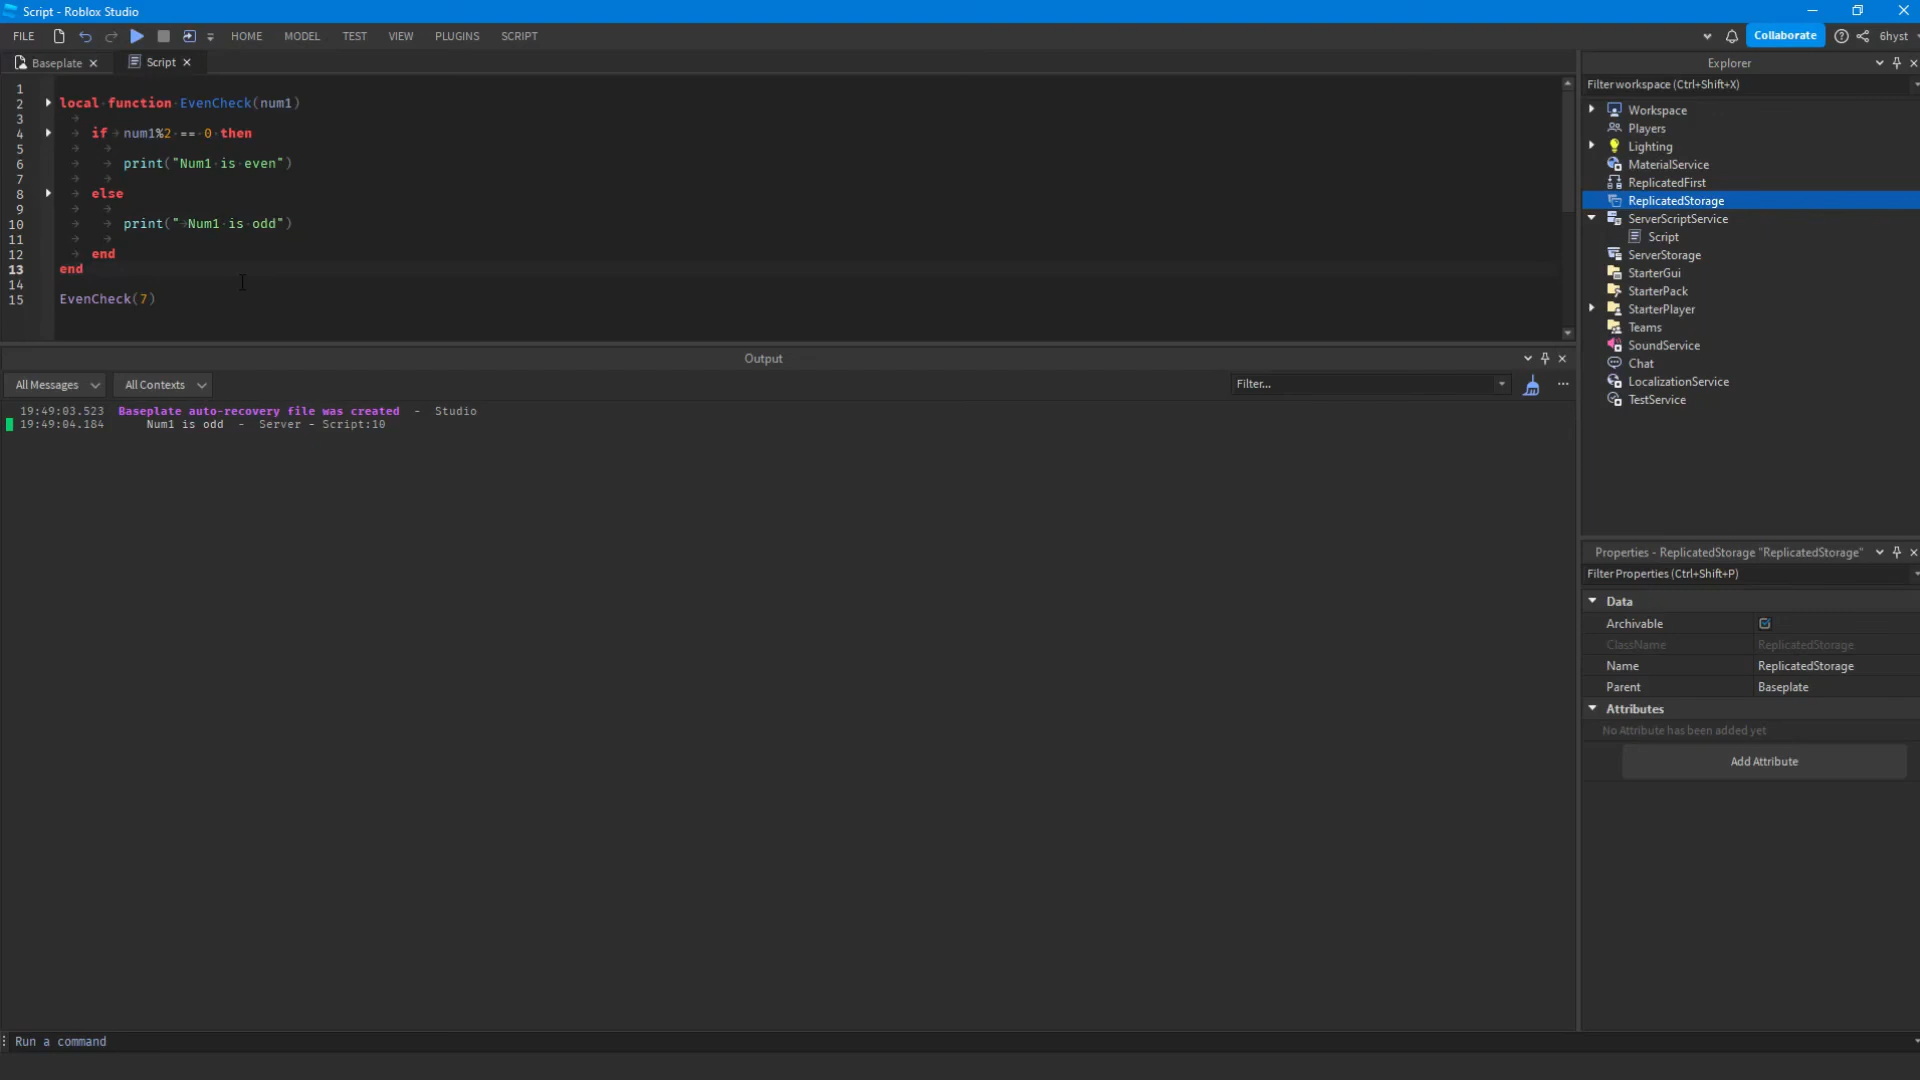 Script - Roblox Studio
FILE HOME MODEL TEST VIEW PLUGINS SCRIPT Collaborate 6hyst
Baseplate Script
1
2 local function EvenCheck(num1)
3
4 if num1%2 == 0 then
5
6 print("Num1 is even")
7
8 else
9
10 print(" Num1 is odd")
11
12 end
13 end
14
15 EvenCheck(7)
Output
All Messages All Contexts Filter...
19:49:03.523 Baseplate auto-recovery file was created - Studio
19:49:04.184 Num1 is odd - Server - Script:10
Run a command
Explorer
Filter workspace (Ctrl+Shift+X)
Workspace
Players
Lighting
MaterialService
ReplicatedFirst
ReplicatedStorage
ServerScriptService
Script
ServerStorage
StarterGui
StarterPack
StarterPlayer
Teams
SoundService
Chat
LocalizationService
TestService
Properties - ReplicatedStorage "ReplicatedStorage"
Filter Properties (Ctrl+Shift+P)
Data
Archivable
ClassName ReplicatedStorage
Name ReplicatedStorage
Parent Baseplate
Attributes
No Attribute has been added yet
Add Attribute